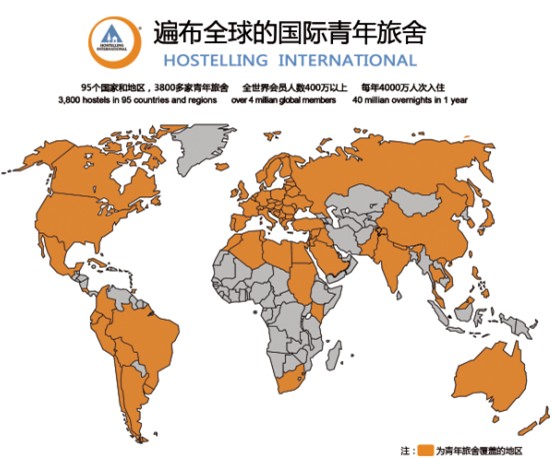 遍布全球的国际青年旅舍
HOSTELLING INTERNATIONAL
HOSTELLING
INTERNATIONAL
95个国家和地区，3800多家青年旅舍 全世界会员人数400万以上 每年4000万人次入住
3,800 hostels in 95 countries and regions over 4 millian global members 40 million overnights in 1 year
注： 为青年旅舍覆盖的地区